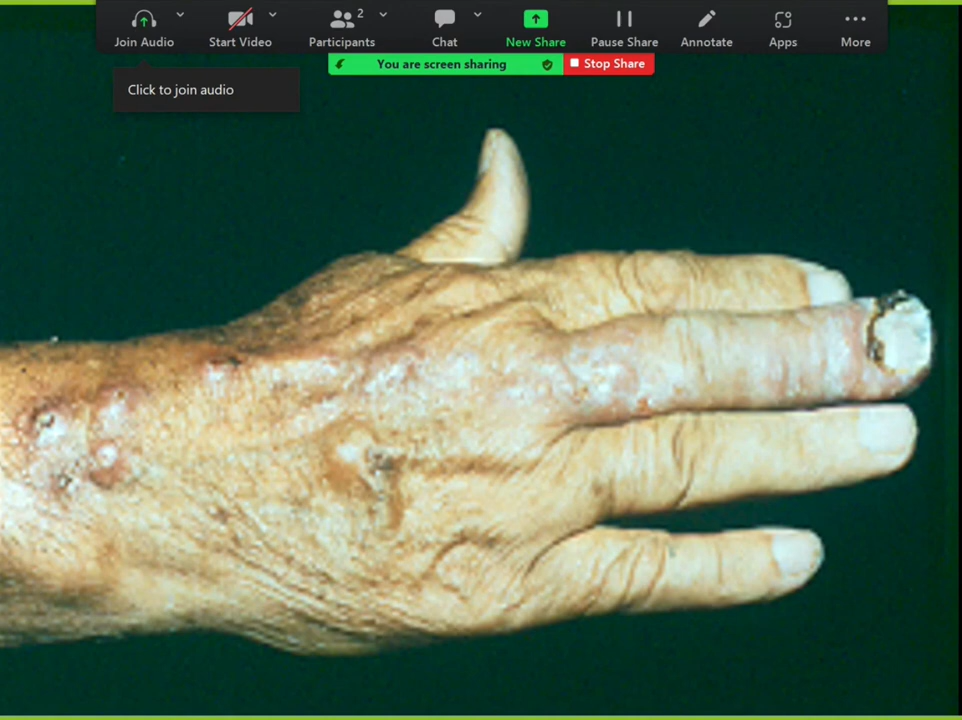 Join Audio
Start Video
Participants
2
Chat
New Share
Pause Share
Annotate
Apps
More
You are screen sharing
Stop Share
Click to join audio